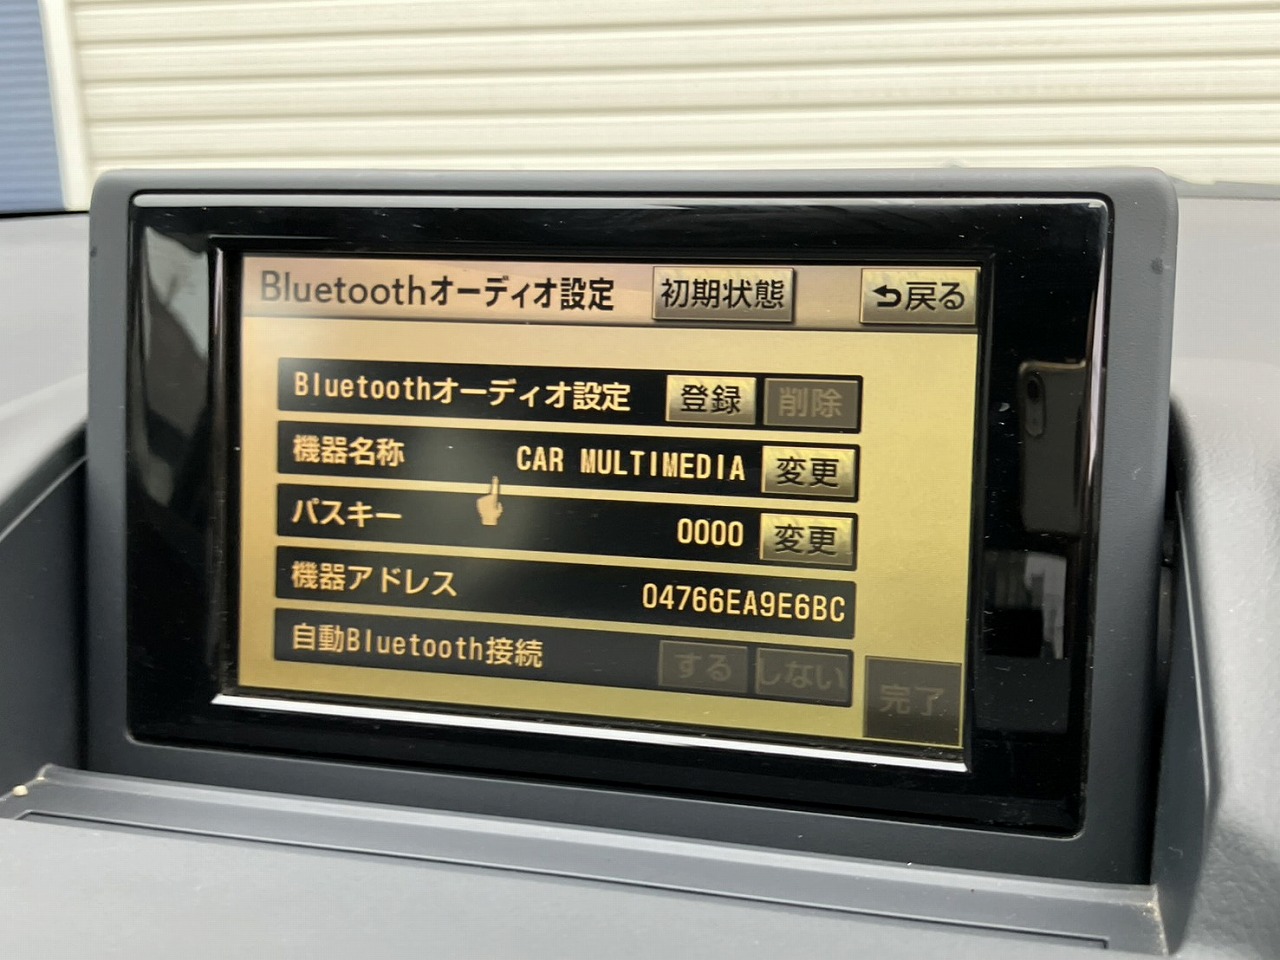 Bluetoothオーディオ設定 初期状態 戻る
Bluetoothオーディオ設定 登録 削除
機器名称 CAR MULTIMEDIA 変更
パスキー 0000 変更
機器アドレス 04766EA9E6BC
自動Bluetooth接続 する しない
完了